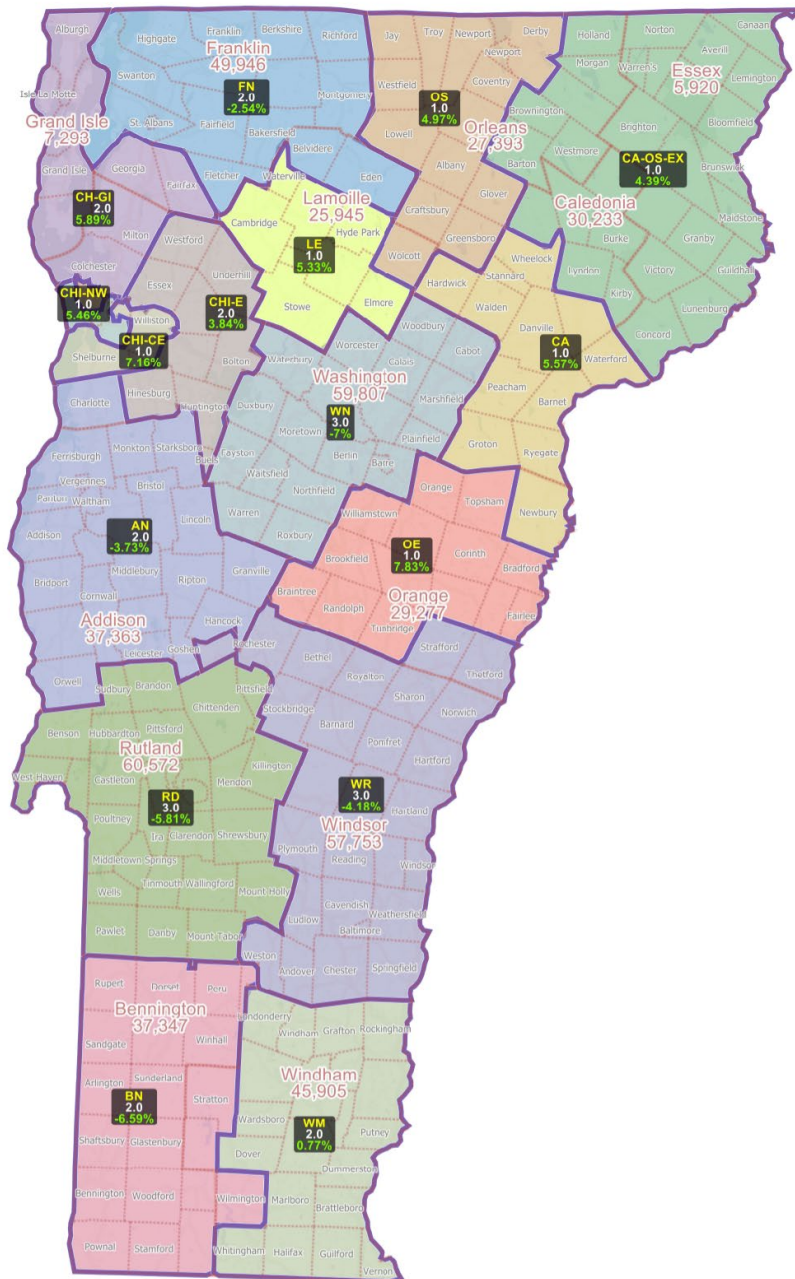 Alburgh
Isle La Motte
Grand Isle
7,293
Grand Isle
CH-GI
2.0
5.89%
Georgia
Fairfax
Milton
Colchester
Highgate
Franklin
Berkshire
Richford
Franklin
49,946
Swanton
FN
2.0
-2.54%
Montgomery
St. Albans
Fairfield
Bakersfield
Fletcher
Belvidere
Waterville
Eden
Jay
Troy
Newport
Derby
Newport
Westfield
Coventry
OS
1.0
4.97%
Lowell
Orleans
27,393
Albany
Glover
Craftsbury
Greensboro
Wolcott
Holland
Norton
Canaan
Morgan
Warren's
Averill
Essex
5,920
Lemington
Brownington
Brighton
Bloomfield
Westmore
Barton
CA-OS-EX
1.0
4.39%
Brunswick
Caledonia
30,233
Maidstone
Burke
Granby
Lyndon
Victory
Guildhall
Kirby
Lunenburg
Concord
Lamoille
25,945
Cambridge
Hyde Park
LE
1.0
5.33%
Stowe
Elmore
CHI-NW
1.0
5.46%
Westford
Essex
Underhill
Williston
CHI-E
2.0
3.84%
CHI-CE
1.0
7.16%
Shelburne
Bolton
Hinesburg
Huntington
Buels
Wheelock
Hardwick
Stannard
Walden
Danville
CA
1.0
5.57%
Waterford
Peacham
Barnet
Groton
Ryegate
Newbury
Woodbury
Worcester
Calais
Cabot
Waterbury
Washington
59,807
Marshfield
Duxbury
WN
3.0
-7%
Moretown
Plainfield
Fayston
Berlin
Barre
Waitsfield
Northfield
Warren
Roxbury
Charlotte
Ferrisburgh
Monkton
Starksboro
Vergennes
Bristol
Panton
Waltham
Lincoln
Addison
AN
2.0
-3.73%
Middlebury
Bridport
Ripton
Granville
Cornwall
Addison
37,363
Hancock
Leicester
Goshen
Rochester
Orwell
Orange
Topsham
Williamstown
OE
1.0
7.83%
Brookfield
Corinth
Bradford
Braintree
Randolph
Orange
29,277
Tunbridge
Fairlee
Strafford
Thetford
Bethel
Royalton
Sharon
Norwich
Stockbridge
Barnard
Pomfret
Hartford
WR
3.0
-4.18%
Hartland
Windsor
57,753
Plymouth
Reading
Windsor
Cavendish
Weathersfield
Ludlow
Baltimore
Weston
Andover
Chester
Springfield
Sudbury
Brandon
Pittsfield
Chittenden
Benson
Hubbardton
Pittsford
Rutland
60,572
Killington
West Haven
Castleton
Mendon
RD
3.0
-5.81%
Poultney
Ira
Clarendon
Shrewsbury
Middletown Springs
Tinmouth
Wallingford
Mount Holly
Wells
Pawlet
Danby
Mount Tabor
Rupert
Dorset
Peru
Bennington
37,347
Sandgate
Winhall
Arlington
Sunderland
Stratton
BN
2.0
-6.59%
Shaftsbury
Glastenbury
Bennington
Woodford
Wilmington
Pownal
Stamford
Londonderry
Windham
Grafton
Rockingham
Windham
45,905
Wardsboro
WM
2.0
0.77%
Putney
Dover
Dummerston
Marlboro
Brattleboro
Whitingham
Halifax
Guilford
Vernon